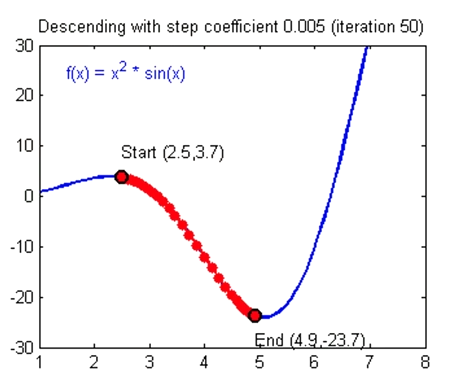 Descending with step coefficient 0.005 (iteration 50)
30
f(x) = x² * sin(x)
20
10
Start (2.5,3.7)
0
-10
-20
End (4.9,-23.7)
-30
1 2 3 4 5 6 7 8